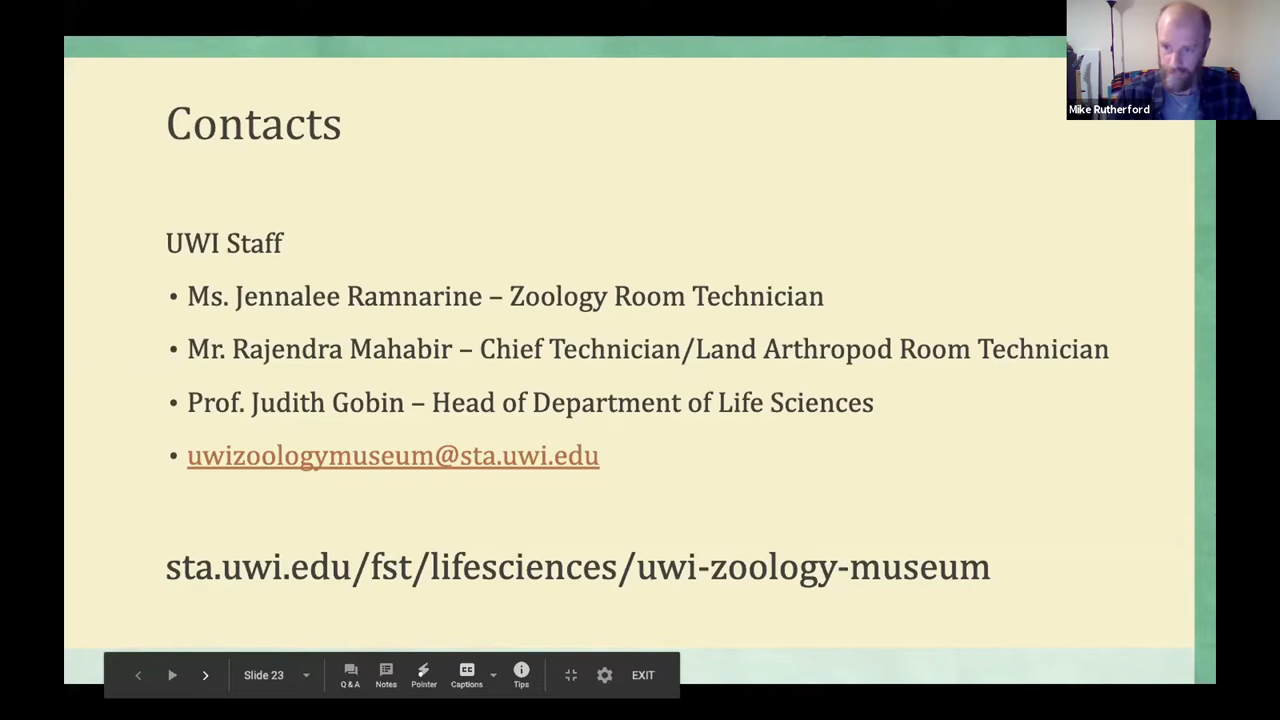 Mike Rutherford
Contacts
UWI Staff
• Ms. Jennalee Ramnarine – Zoology Room Technician
• Mr. Rajendra Mahabir – Chief Technician/Land Arthropod Room Technician
• Prof. Judith Gobin – Head of Department of Life Sciences
• uwizoologymuseum@sta.uwi.edu
sta.uwi.edu/fst/lifesciences/uwi-zoology-museum
Slide 23
Q & A
Notes
Pointer
CC
Captions
Tips
EXIT